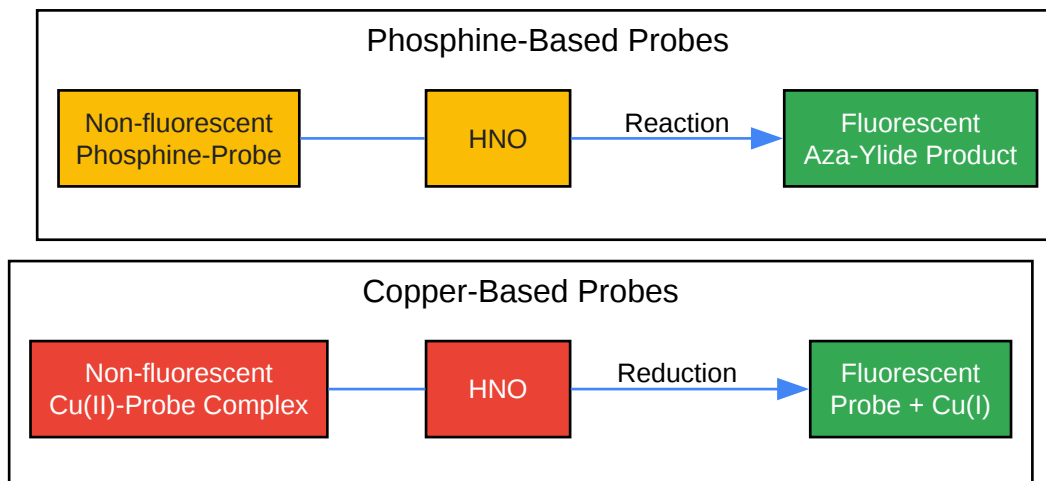 Phosphine-Based Probes
Non-fluorescent
Phosphine-Probe
HNO
Reaction
Fluorescent
Aza-Ylide Product
Copper-Based Probes
Non-fluorescent
Cu(II)-Probe Complex
HNO
Reduction
Fluorescent
Probe + Cu(I)